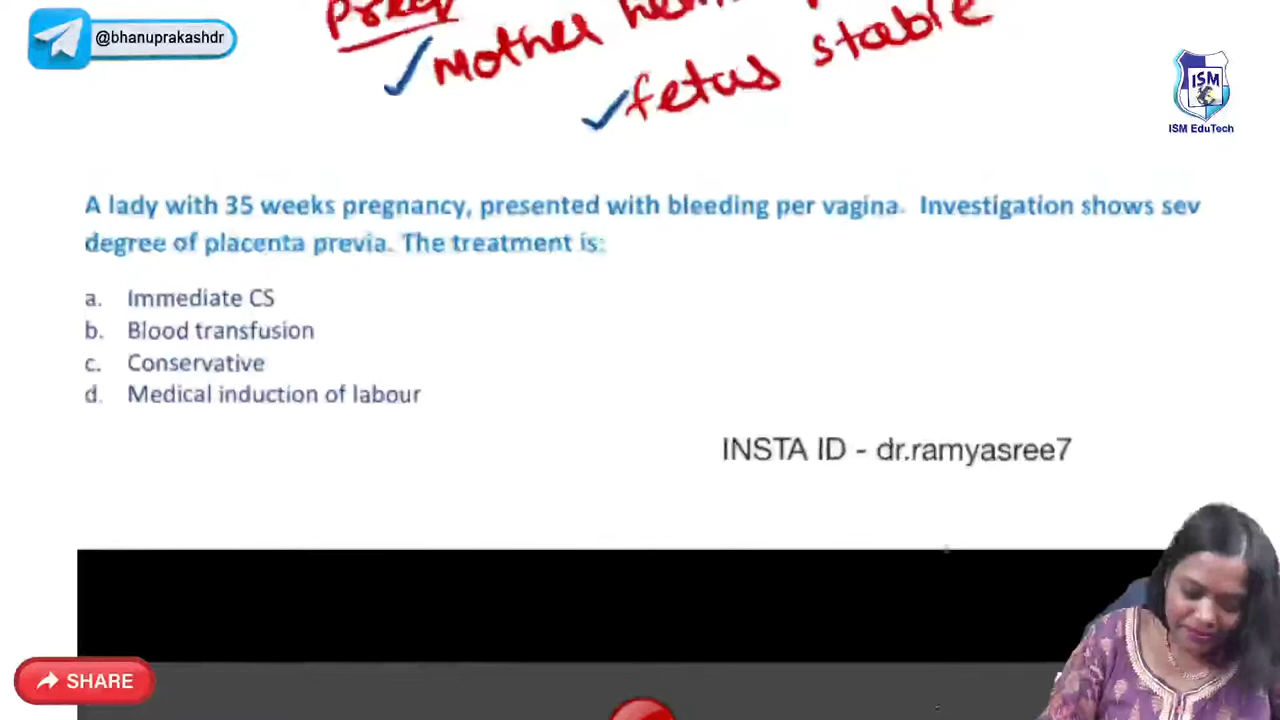 @bhanuprakashdr
Mother
fetus stable
ISM
ISM EduTech
A lady with 35 weeks pregnancy, presented with bleeding per vagina. Investigation shows sev
degree of placenta previa. The treatment is:
a. Immediate CS
b. Blood transfusion
c. Conservative
d. Medical induction of labour
INSTA ID - dr.ramyasree7
SHARE